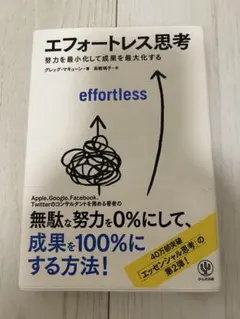 エフォートレス思考
努力を最小化して成果を最大化する
グレッグ・マキューン・著 高橋璃子・訳
effortless
Apple、Google、Facebook、
Twitterのコンサルタントを務める著者の
無駄な努力を0%にして、
成果を100%に
する方法!
40万部突破
「エッセンシャル思考」の
第2弾!
かんき出版